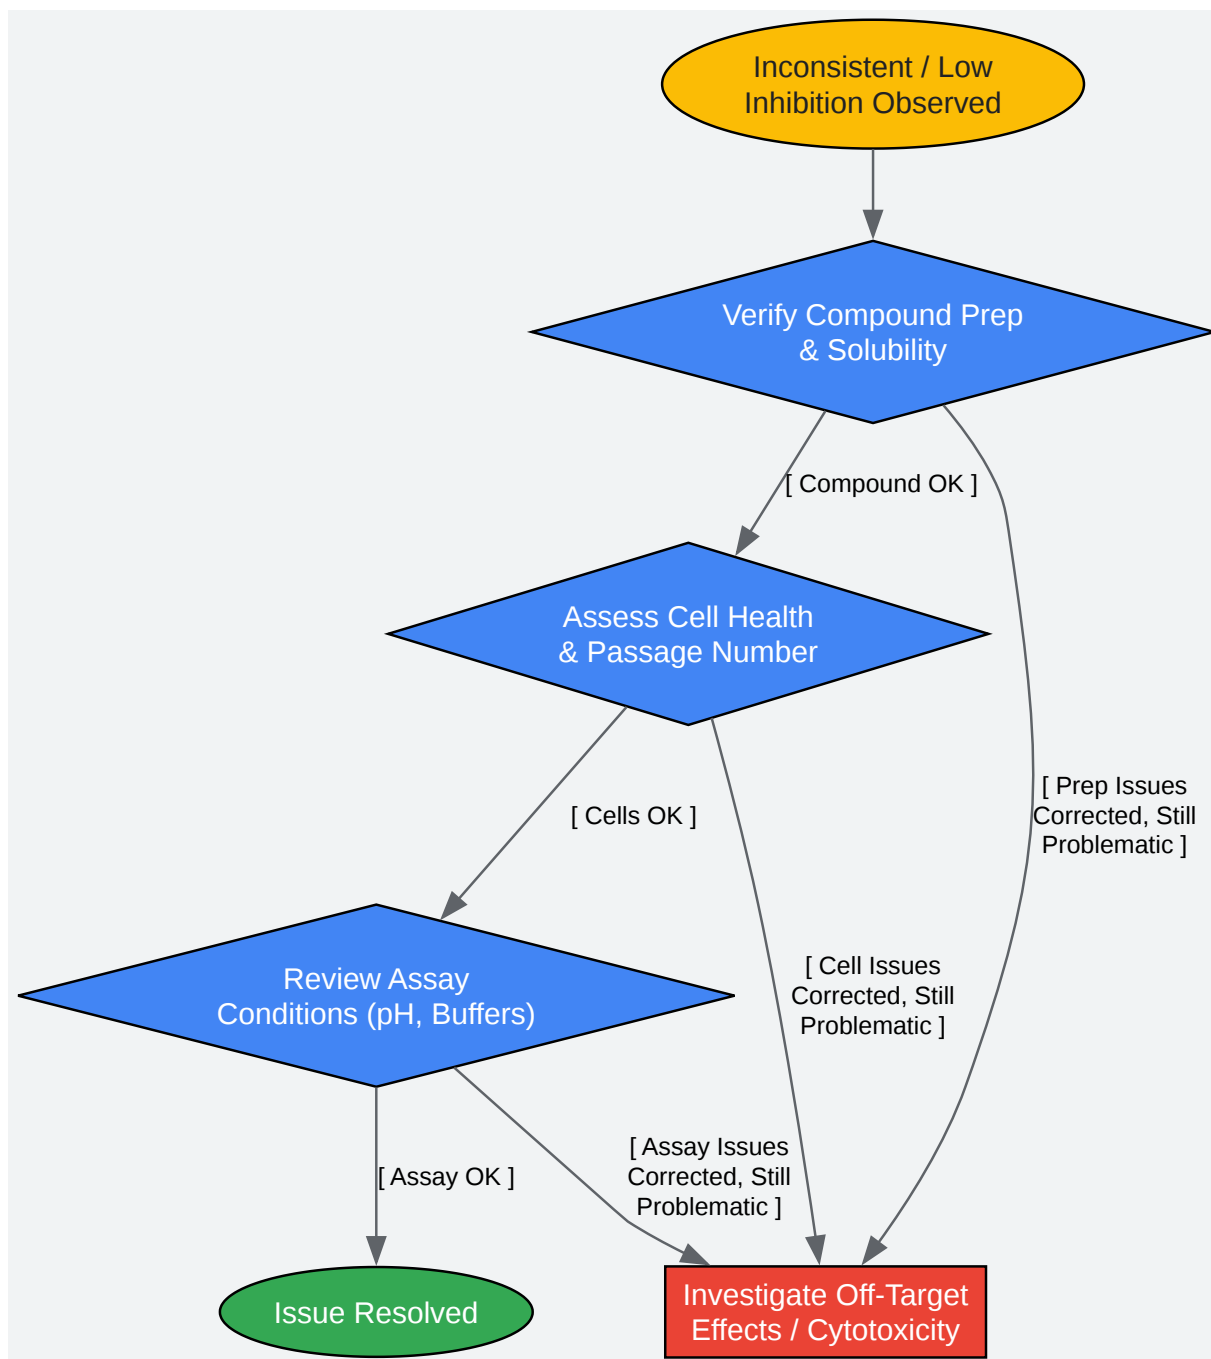 Inconsistent / Low
Inhibition Observed
Verify Compound Prep
& Solubility
[ Compound OK ]
Assess Cell Health
& Passage Number
[ Prep Issues
Corrected, Still
Problematic ]
[ Cells OK ]
[ Cell Issues
Corrected, Still
Problematic ]
Review Assay
Conditions (pH, Buffers)
[ Assay Issues
Corrected, Still
Problematic ]
[ Assay OK ]
Issue Resolved
Investigate Off-Target
Effects / Cytotoxicity